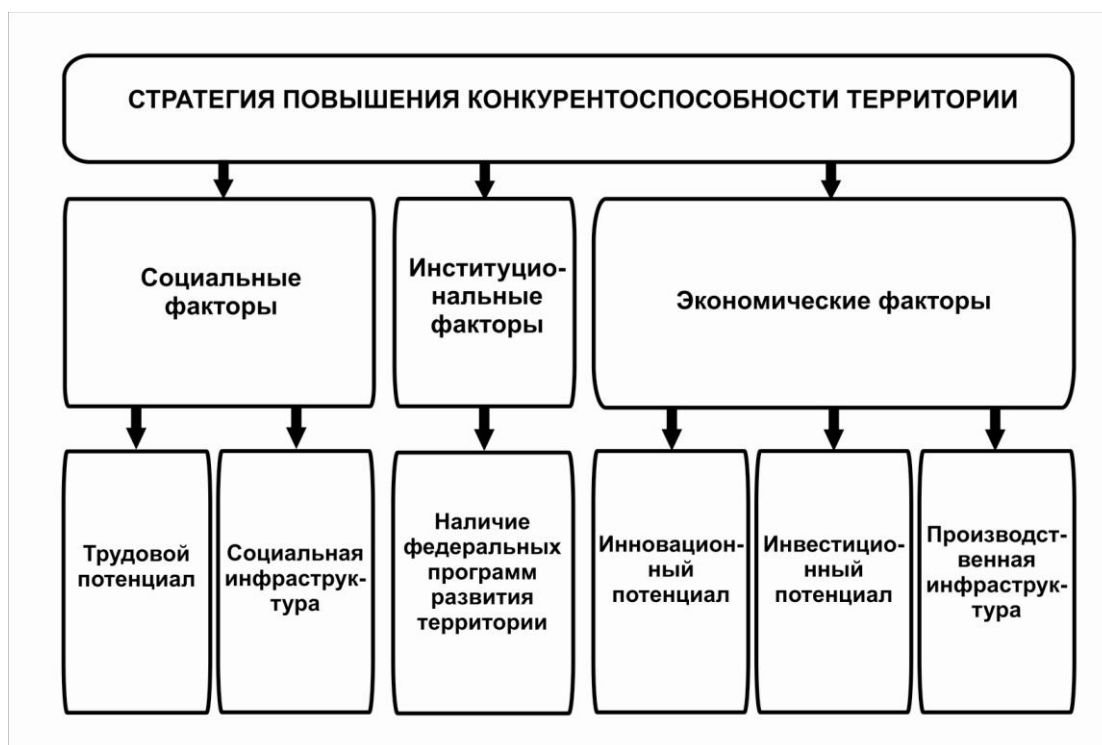 СТРАТЕГИЯ ПОВЫШЕНИЯ КОНКУРЕНТОСПОСОБНОСТИ ТЕРРИТОРИИ
Социальные
факторы
Институцио-
нальные
факторы
Экономические факторы
Трудовой
потенциал
Социальная
инфраструк-
тура
Наличие
федеральных
программ
развития
территории
Инновацион-
ный
потенциал
Инвестицио-
нный
потенциал
Производст-
венная
инфраструк-
тура